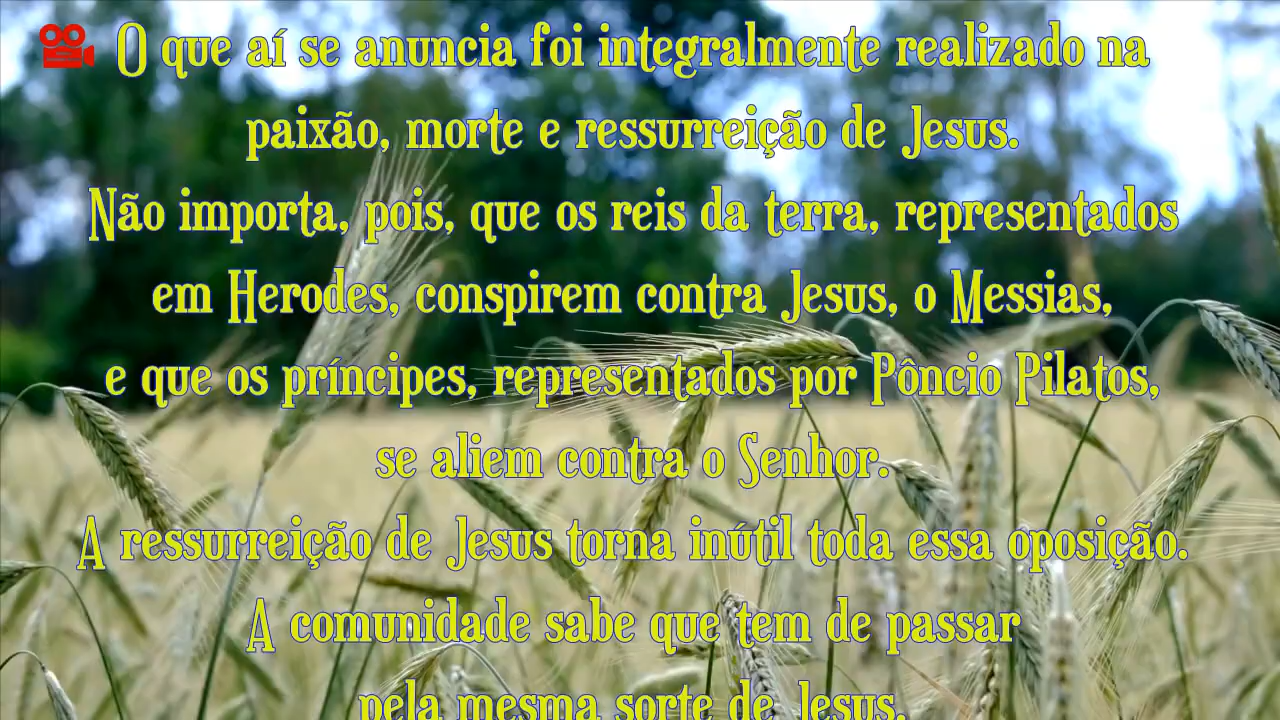 O que aí se anuncia foi integralmente realizado na
paixão, morte e ressurreição de Jesus.
Não importa, pois, que os reis da terra, representados
em Herodes, conspirem contra Jesus, o Messias,
e que os príncipes, representados por Pôncio Pilatos,
se aliem contra o Senhor.
A ressurreição de Jesus torna inútil toda essa oposição.
A comunidade sabe que tem de passar
pela mesma sorte de Jesus.